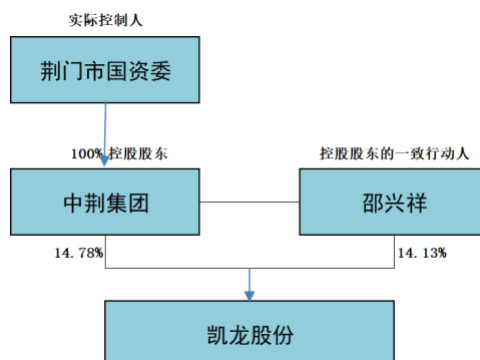 实际控制人
荆门市国资委
100% 控股股东
控股股东的一致行动人
中荆集团
邵兴祥
14.78%
14.13%
凯龙股份